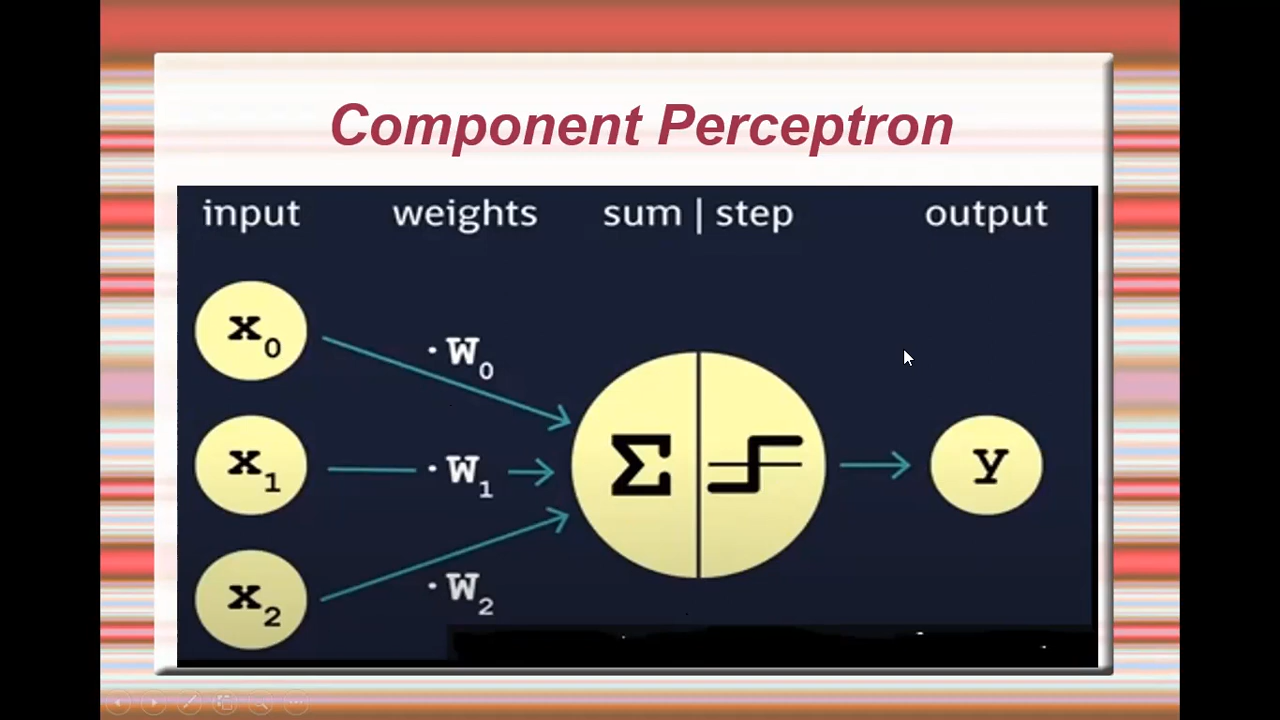 Component Perceptron
input weights sum | step output
x0 · W0
x1 · W1 Σ y
x2 · W2